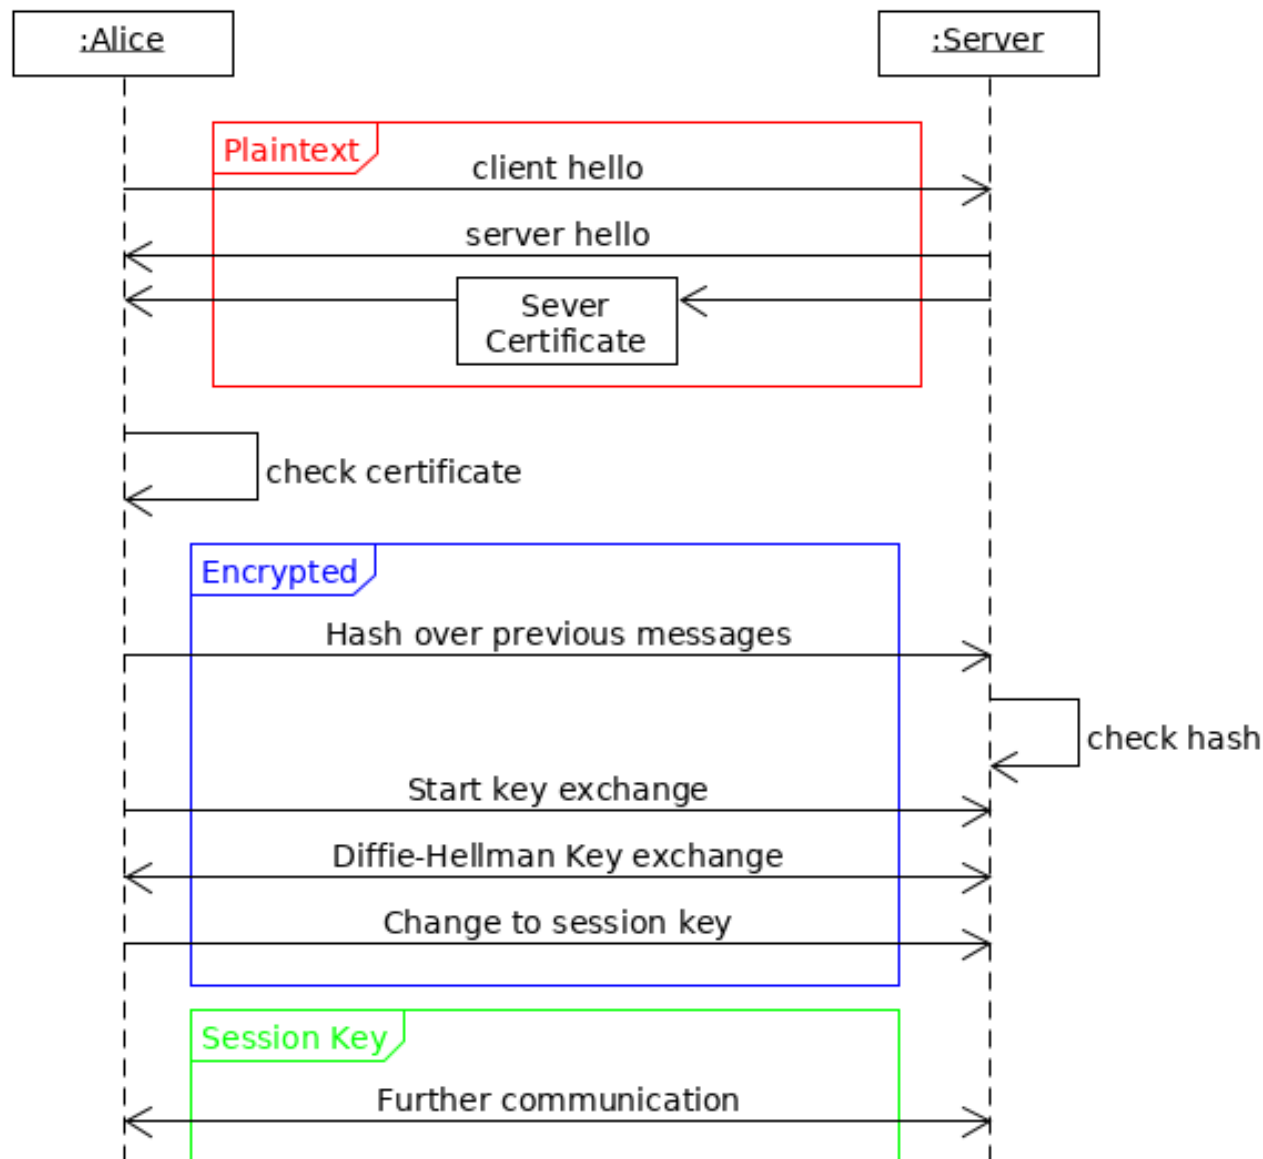 :Alice
:Server
Plaintext
client hello
server hello
Sever
Certificate
check certificate
Encrypted
Hash over previous messages
check hash
Start key exchange
Diffie-Hellman Key exchange
Change to session key
Session Key
Further communication